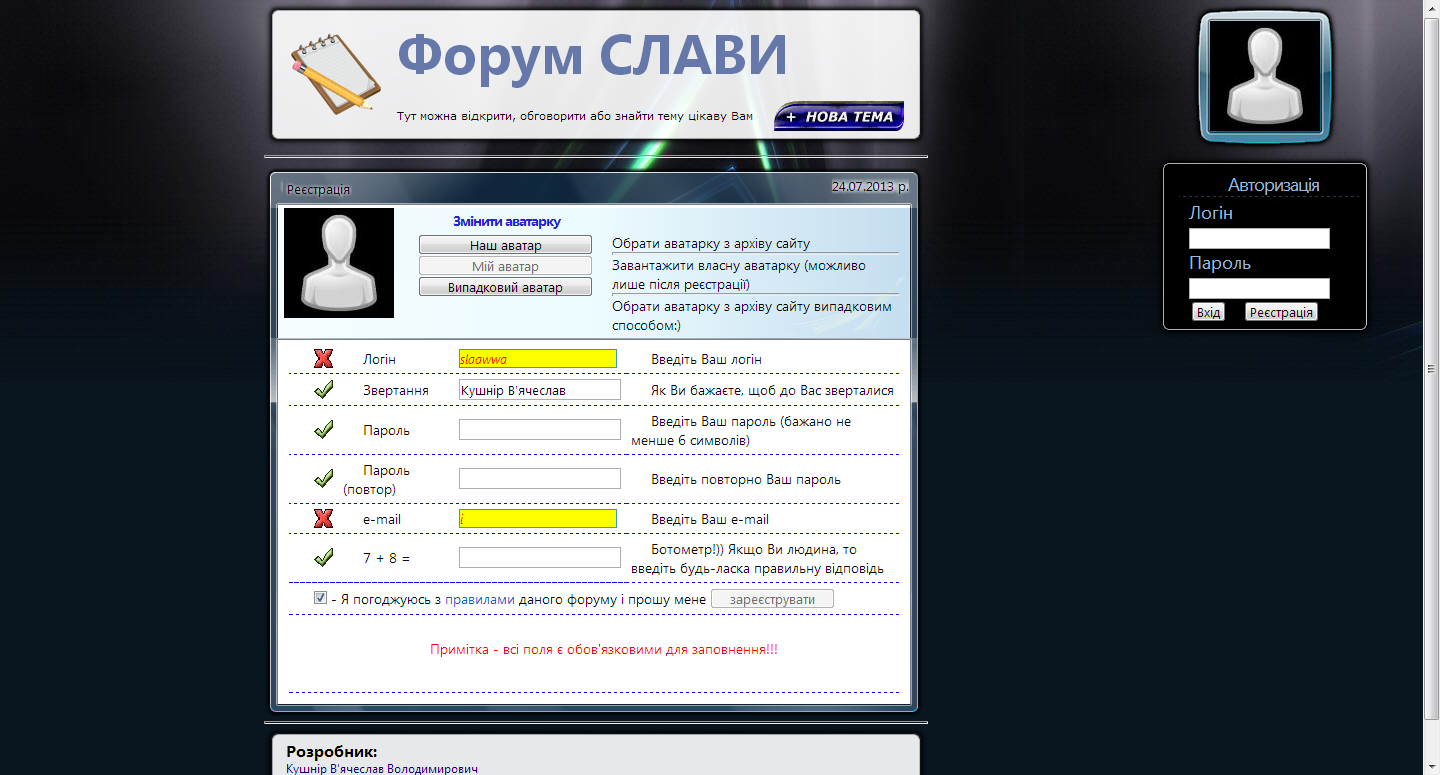 Форум СЛАВИ
Тут можна відкрити, обговорити або знайти тему цікаву Вам
+ НОВА ТЕМА
Реєстрація
24.07.2013 р.
Змінити аватарку
Наш аватар
Обрати аватарку з архіву сайту
Мій аватар
Завантажити власну аватарку (можливо
лише після реєстрації)
Випадковий аватар
Обрати аватарку з архіву сайту випадковим
способом:)
Логін
slaawwa
Введіть Ваш логін
Звертання
Кушнір В'ячеслав
Як Ви бажаєте, щоб до Вас зверталися
Пароль
Введіть Ваш пароль (бажано не
менше 6 символів)
Пароль
(повтор)
Введіть повторно Ваш пароль
e-mail
i
Введіть Ваш e-mail
7 + 8 =
Ботометр!)) Якщо Ви людина, то
введіть будь-ласка правильну відповідь
- Я погоджуюсь з правилами даного форуму і прошу мене зареєструвати
Примітка - всі поля є обов'язковими для заповнення!!!
Розробник:
Кушнір В'ячеслав Володимирович
Авторизація
Логін
Пароль
Вхід
Реєстрація